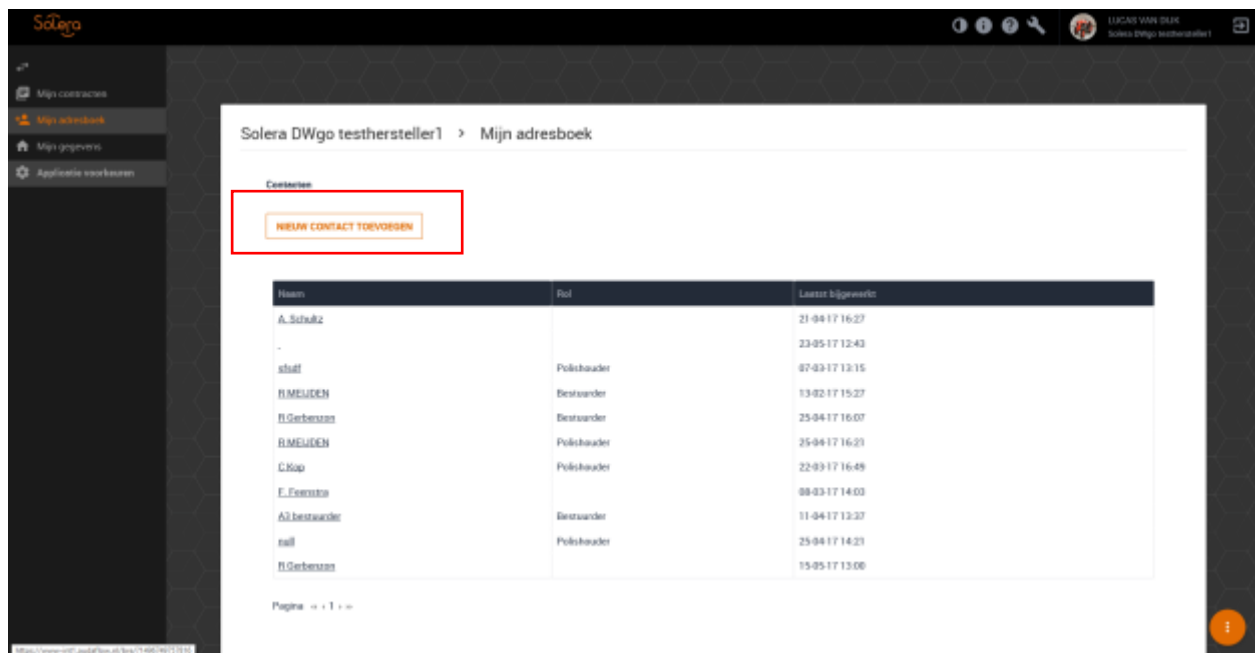 Solera
LUCAS VAN DIJK
Solera DWgo testhersteller1
Mijn contracten
Mijn adresboek
Mijn gegevens
Applicatie voorkeuren
Solera DWgo testhersteller1 > Mijn adresboek
Contacten
NIEUW CONTACT TOEVOEGEN
Naam Rol Laatst bijgewerkt
A. Schultz 21-04-17 16:27
. 23-05-17 12:43
sfsdf Polishouder 07-03-17 13:15
R.MEIJDEN Bestuurder 13-02-17 15:27
R Gerbenzon Bestuurder 25-04-17 16:07
R.MEIJDEN Polishouder 25-04-17 16:21
C.Kop Polishouder 22-03-17 16:49
F. Feenstra 08-03-17 14:03
A3 bestuurder Bestuurder 11-04-17 13:37
null Polishouder 25-04-17 14:21
R.Gerbenzon 15-05-17 13:00
Pagina « ‹ 1 › »